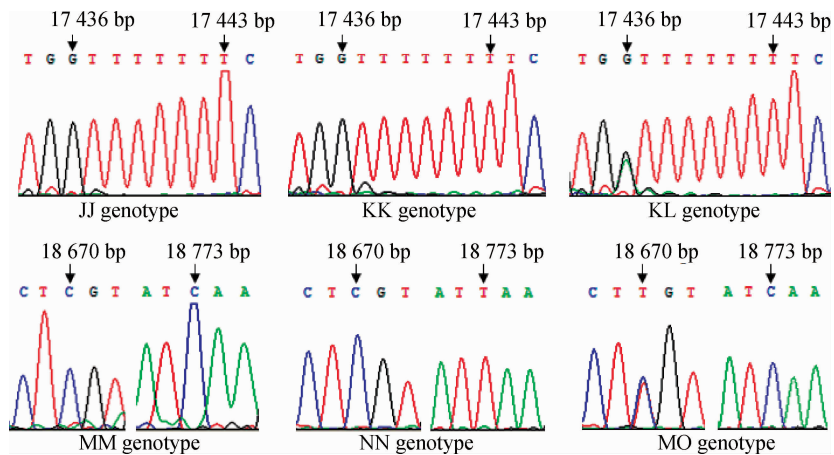 17 436 bp 17 443 bp 17 436 bp 17 443 bp 17 436 bp 17 443 bp
T G G T T T T T T T C T G G T T T T T T T T C T G G T T T T T T T T C
JJ genotype KK genotype KL genotype
18 670 bp 18 773 bp 18 670 bp 18 773 bp 18 670 bp 18 773 bp
C T C G T A T C A A C T C G T A T T A A C T T G T A T C A A
MM genotype NN genotype MO genotype